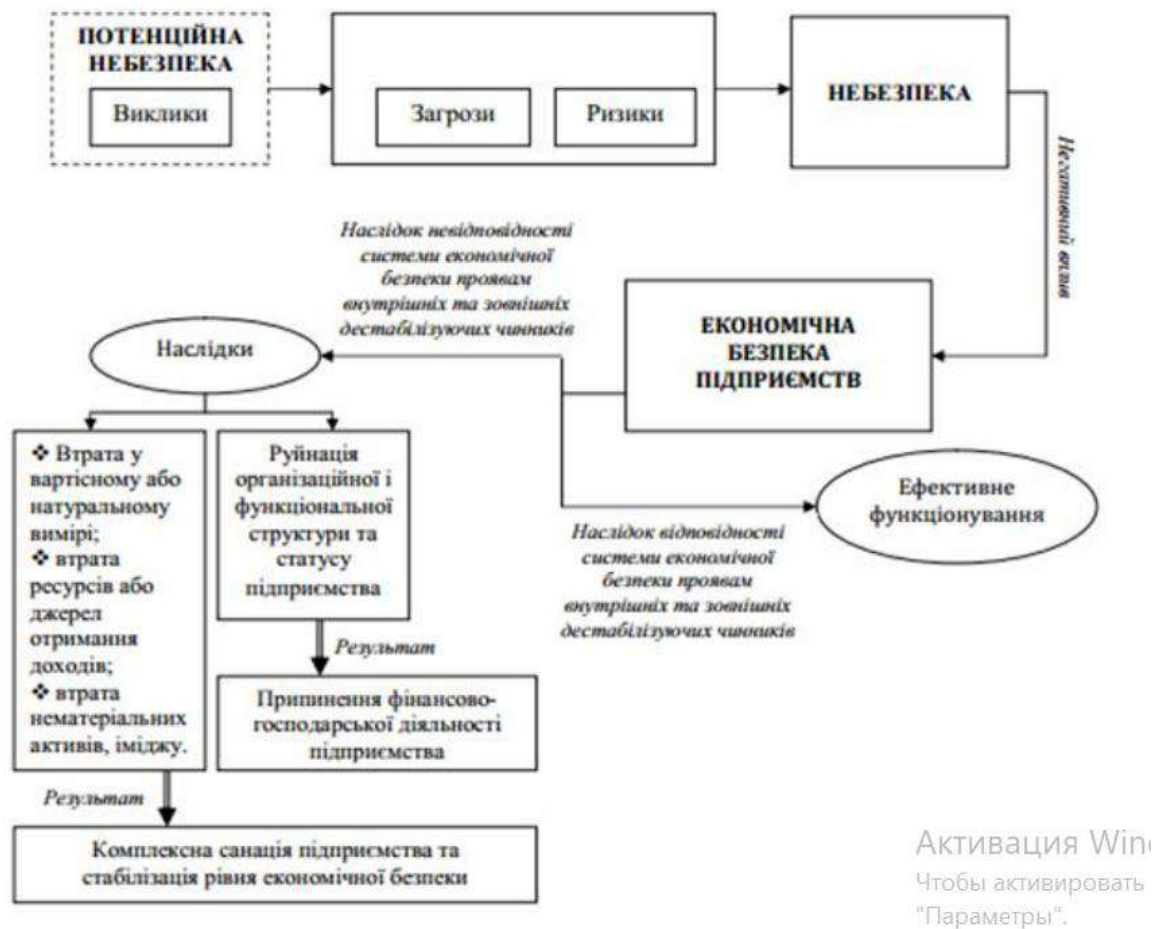 ПОТЕНЦІЙНА
НЕБЕЗПЕКА
Виклики
Загрози
Ризики
НЕБЕЗПЕКА
Негативний вплив
Наслідок невідповідності
системи економічної
безпеки проявам
внутрішніх та зовнішніх
дестабілізуючих чинників
ЕКОНОМІЧНА
БЕЗПЕКА
ПІДПРИЄМСТВ
Наслідки
❖ Втрата у
вартісному або
натуральному
вимірі;
❖ втрата
ресурсів або
джерел
отримання
доходів;
❖ втрата
нематеріальних
активів, іміджу.
Руйнація
організаційної і
функціональної
структури та
статусу
підприємства
Ефективне
функціонування
Наслідок відповідності
системи економічної
безпеки проявам
внутрішніх та зовнішніх
дестабілізуючих чинників
Результат
Припинення фінансово-
господарської діяльності
підприємства
Результат
Комплексна санація підприємства та
стабілізація рівня економічної безпеки
Активация Wind
Чтобы активировать
"Параметры".